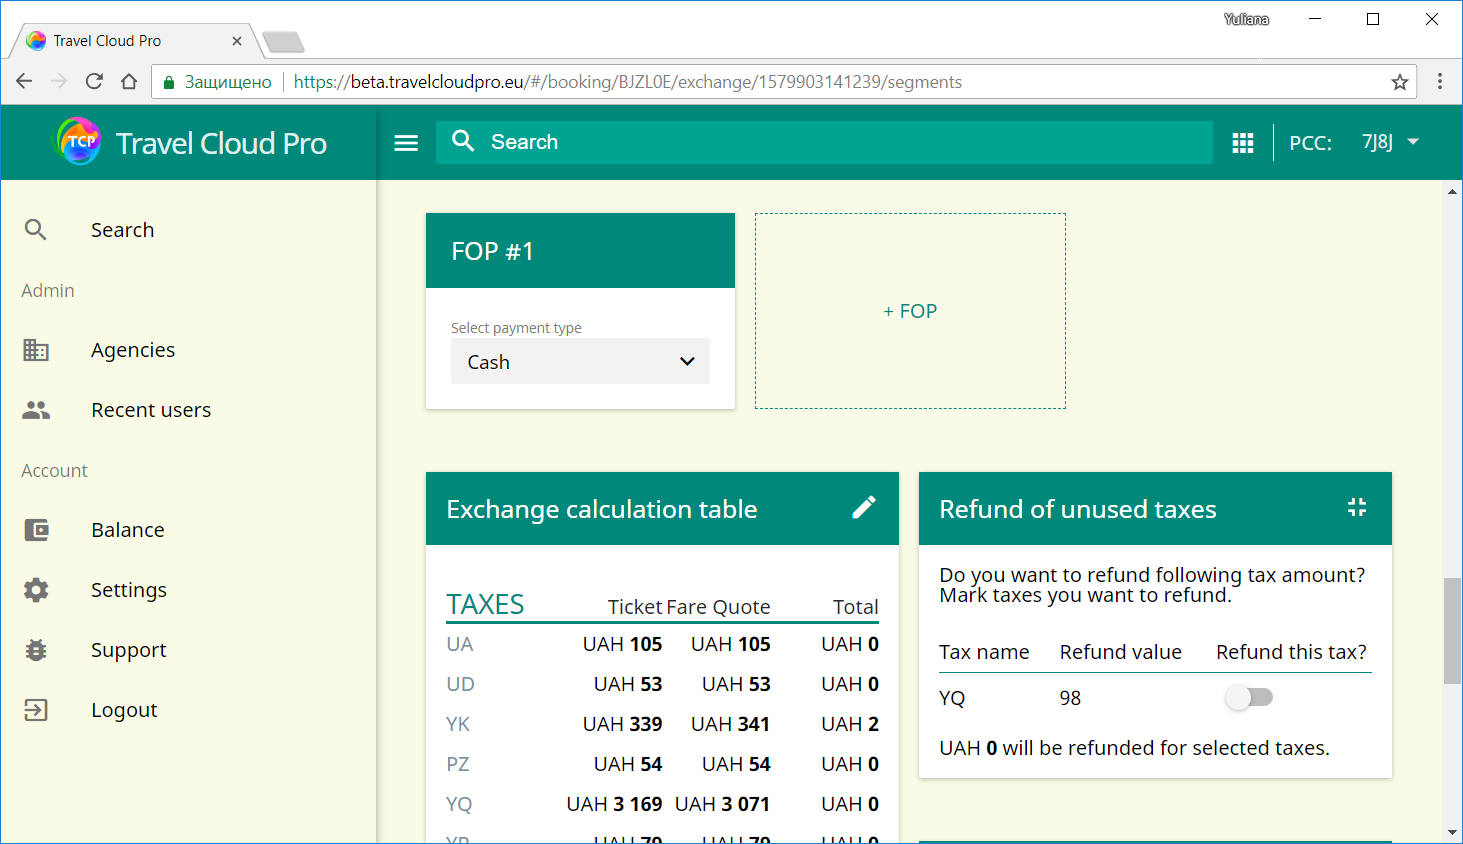 Yuliana
Travel Cloud Pro
Защищено https://beta.travelcloudpro.eu/#/booking/BJZL0E/exchange/1579903141239/segments
TCP Travel Cloud Pro
Search
PCC: 7J8J
Search
Admin
Agencies
Recent users
Account
Balance
Settings
Support
Logout
FOP #1
Select payment type
Cash
+ FOP
Exchange calculation table
TAXES Ticket Fare Quote Total
UA UAH 105 UAH 105 UAH 0
UD UAH 53 UAH 53 UAH 0
YK UAH 339 UAH 341 UAH 2
PZ UAH 54 UAH 54 UAH 0
YQ UAH 3 169 UAH 3 071 UAH 0
UAH 79 UAH 79 UAH 0
Refund of unused taxes
Do you want to refund following tax amount?
Mark taxes you want to refund.
Tax name Refund value Refund this tax?
YQ 98
UAH 0 will be refunded for selected taxes.